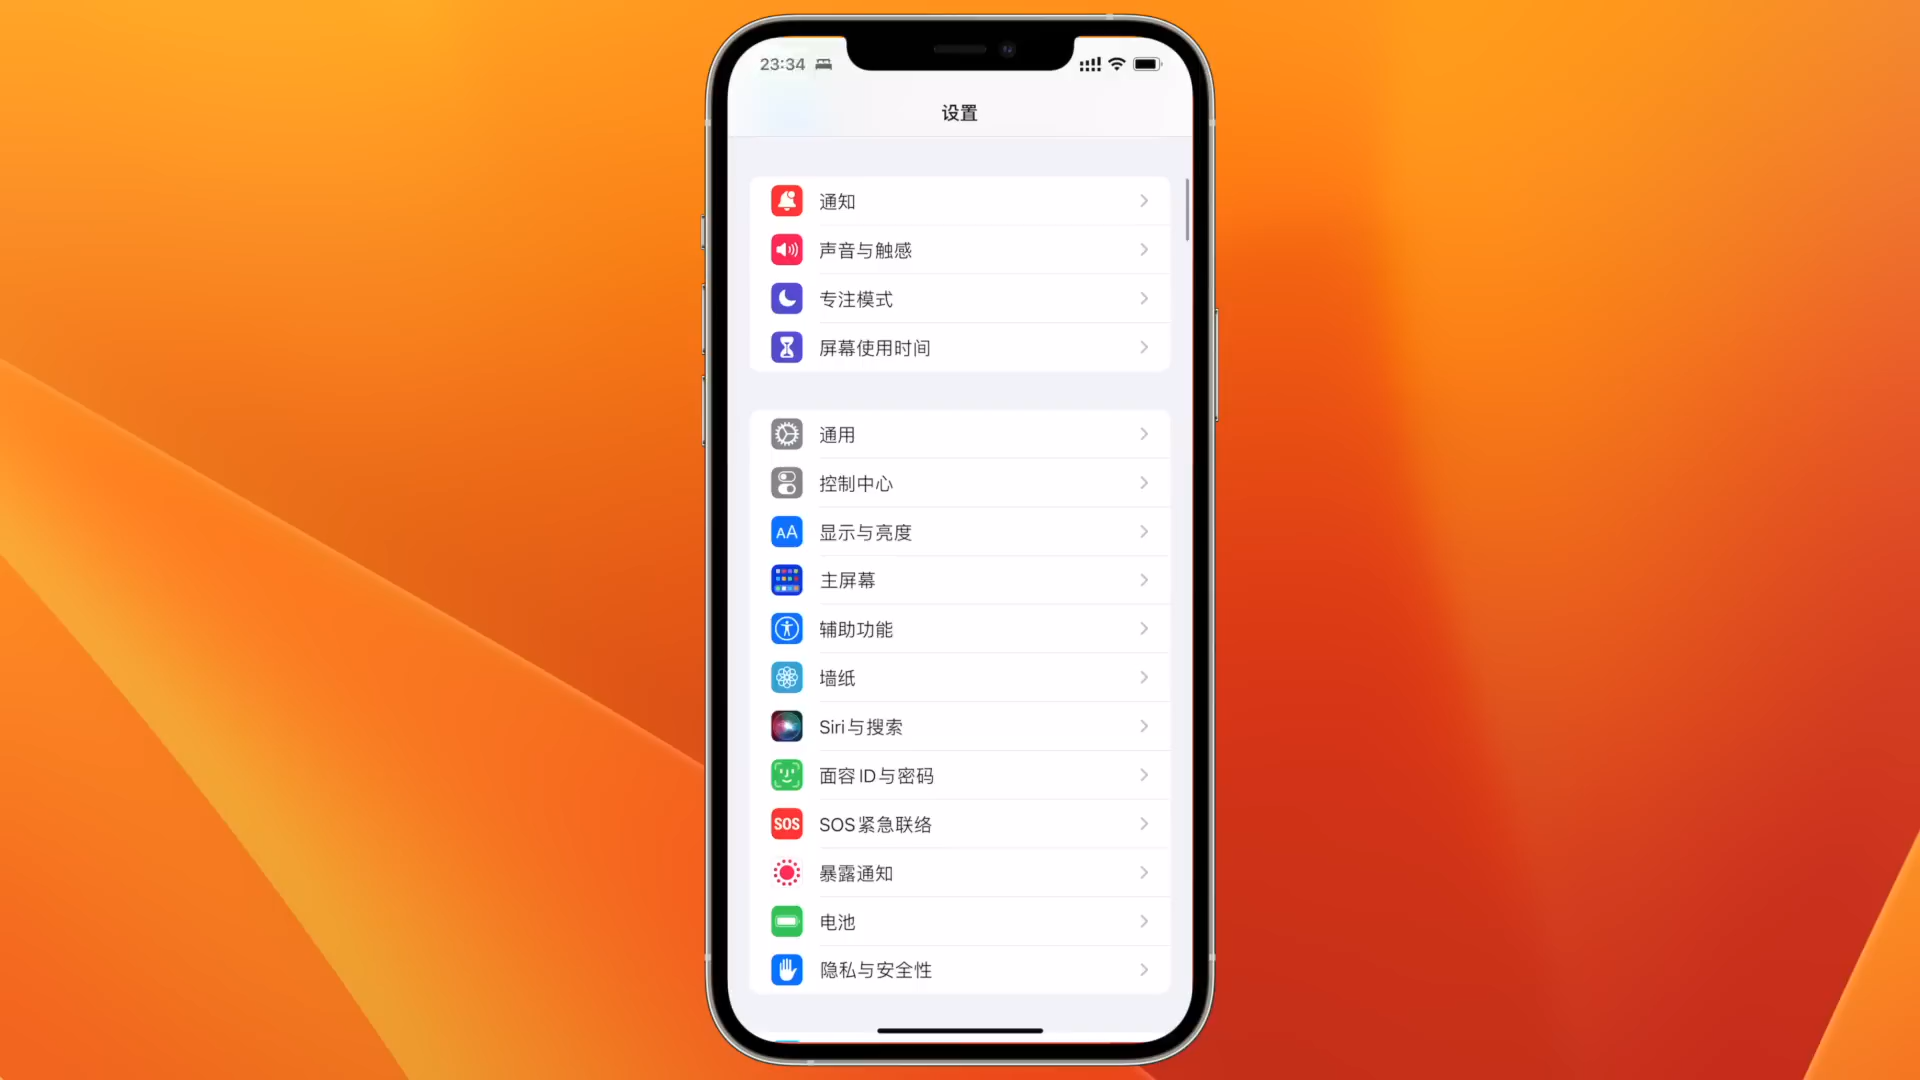 23:34
设置
通知
声音与触感
专注模式
屏幕使用时间
通用
控制中心
AA
显示与亮度
主屏幕
辅助功能
墙纸
Siri与搜索
面容ID与密码
SOS
SOS紧急联络
暴露通知
电池
隐私与安全性